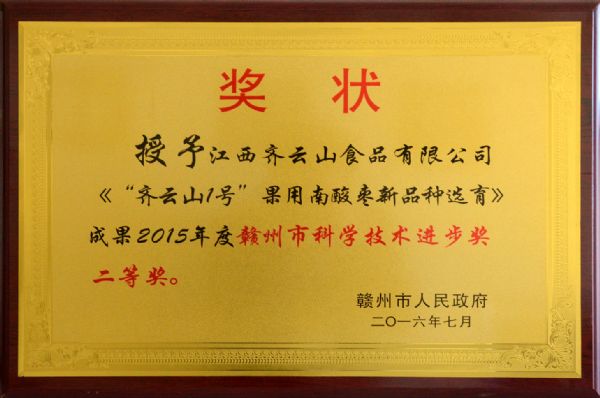 奖 状
授予江西齐云山食品有限公司
《“齐云山1号”果用南酸枣新品种选育》
成果2015年度赣州市科学技术进步奖
二等奖。
赣州市人民政府
二〇一六年七月